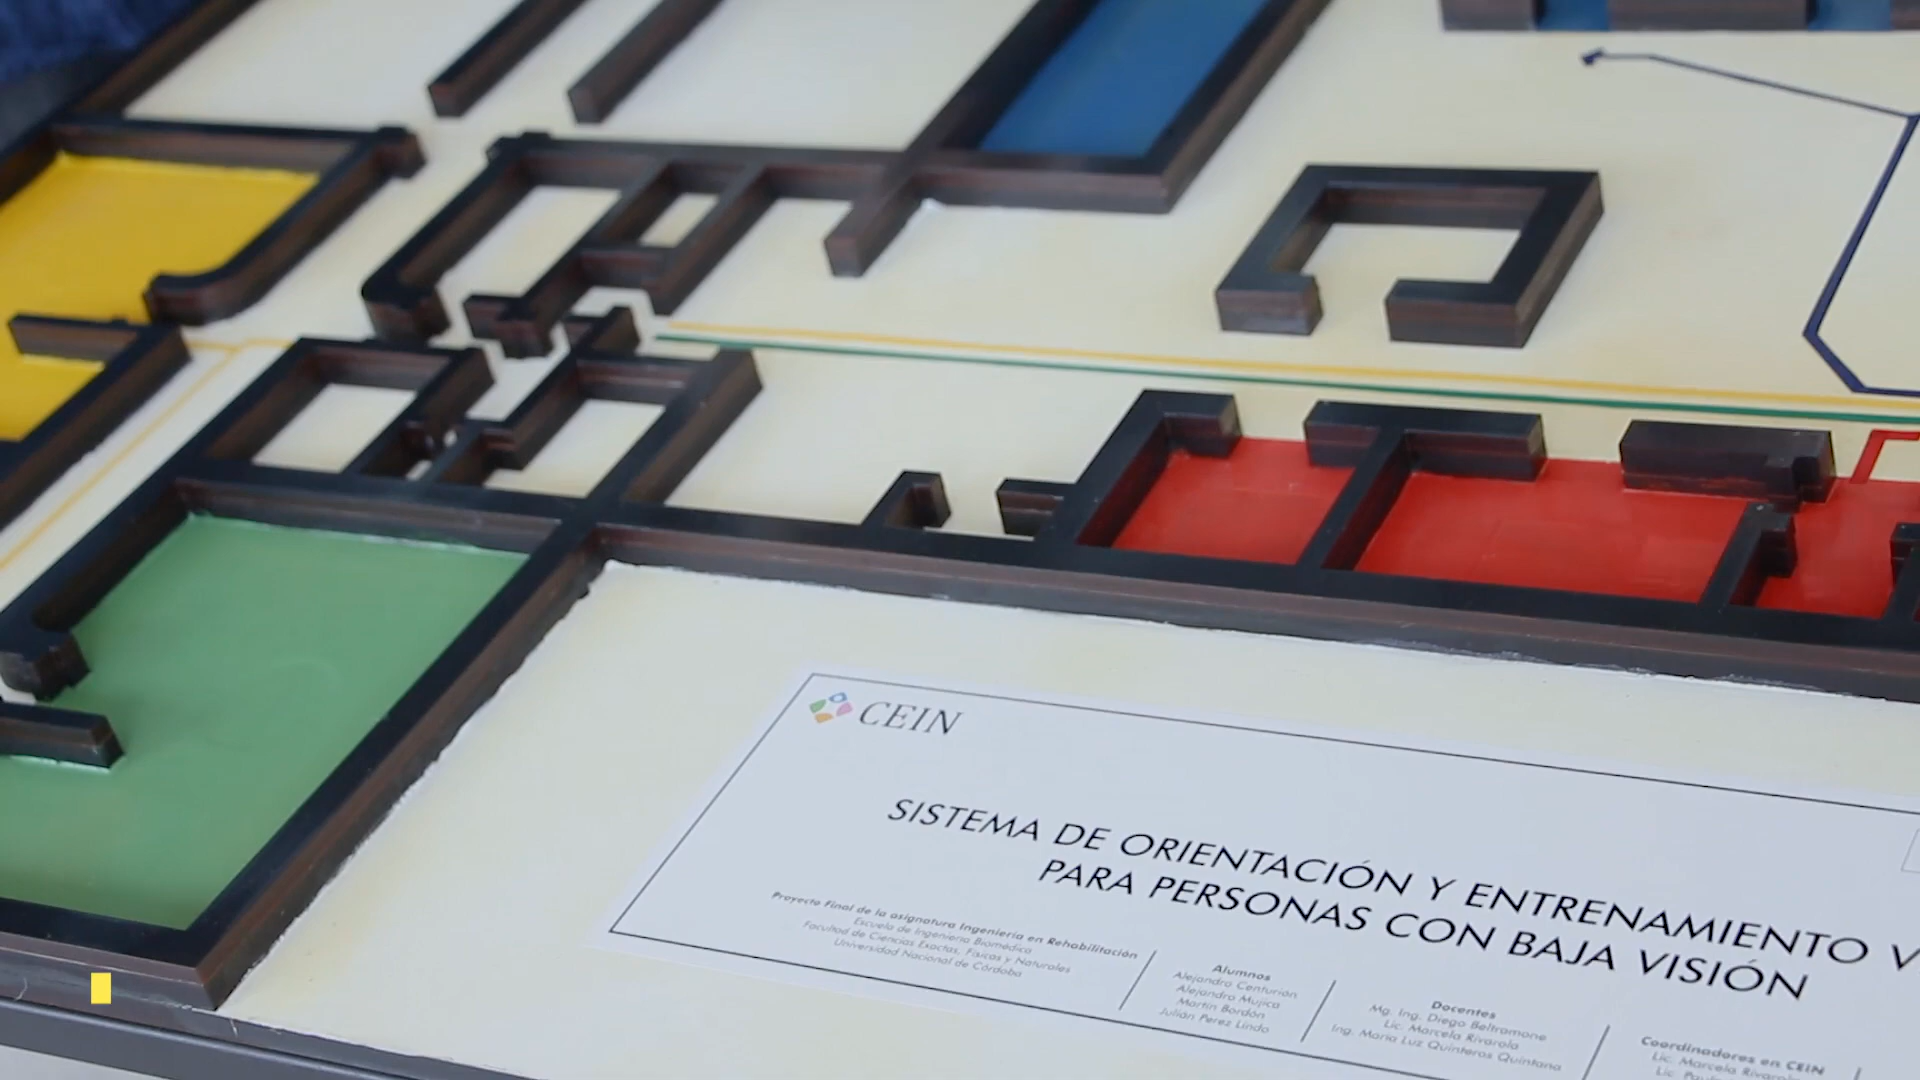 CEIN
SISTEMA DE ORIENTACIÓN Y ENTRENAMIENTO
PARA PERSONAS CON BAJA VISIÓN
Proyecto Final de la asignatura Ingeniería en Rehabilitación
Escuela de Ingeniería Biomédica
Facultad de Ciencias Exactas, Físicas y Naturales
Universidad Nacional de Córdoba
Alumnos
Alejandro Centurión
Alejandro Mujica
Martín Bordón
Julián Perez Lindo
Docentes
Mg. Ing. Diego Beltramone
Lic. Marcela Rivarola
Ing. María Luz Quinteros Quintana
Coordinadores en CEIN
Lic. Marcela
Lic.